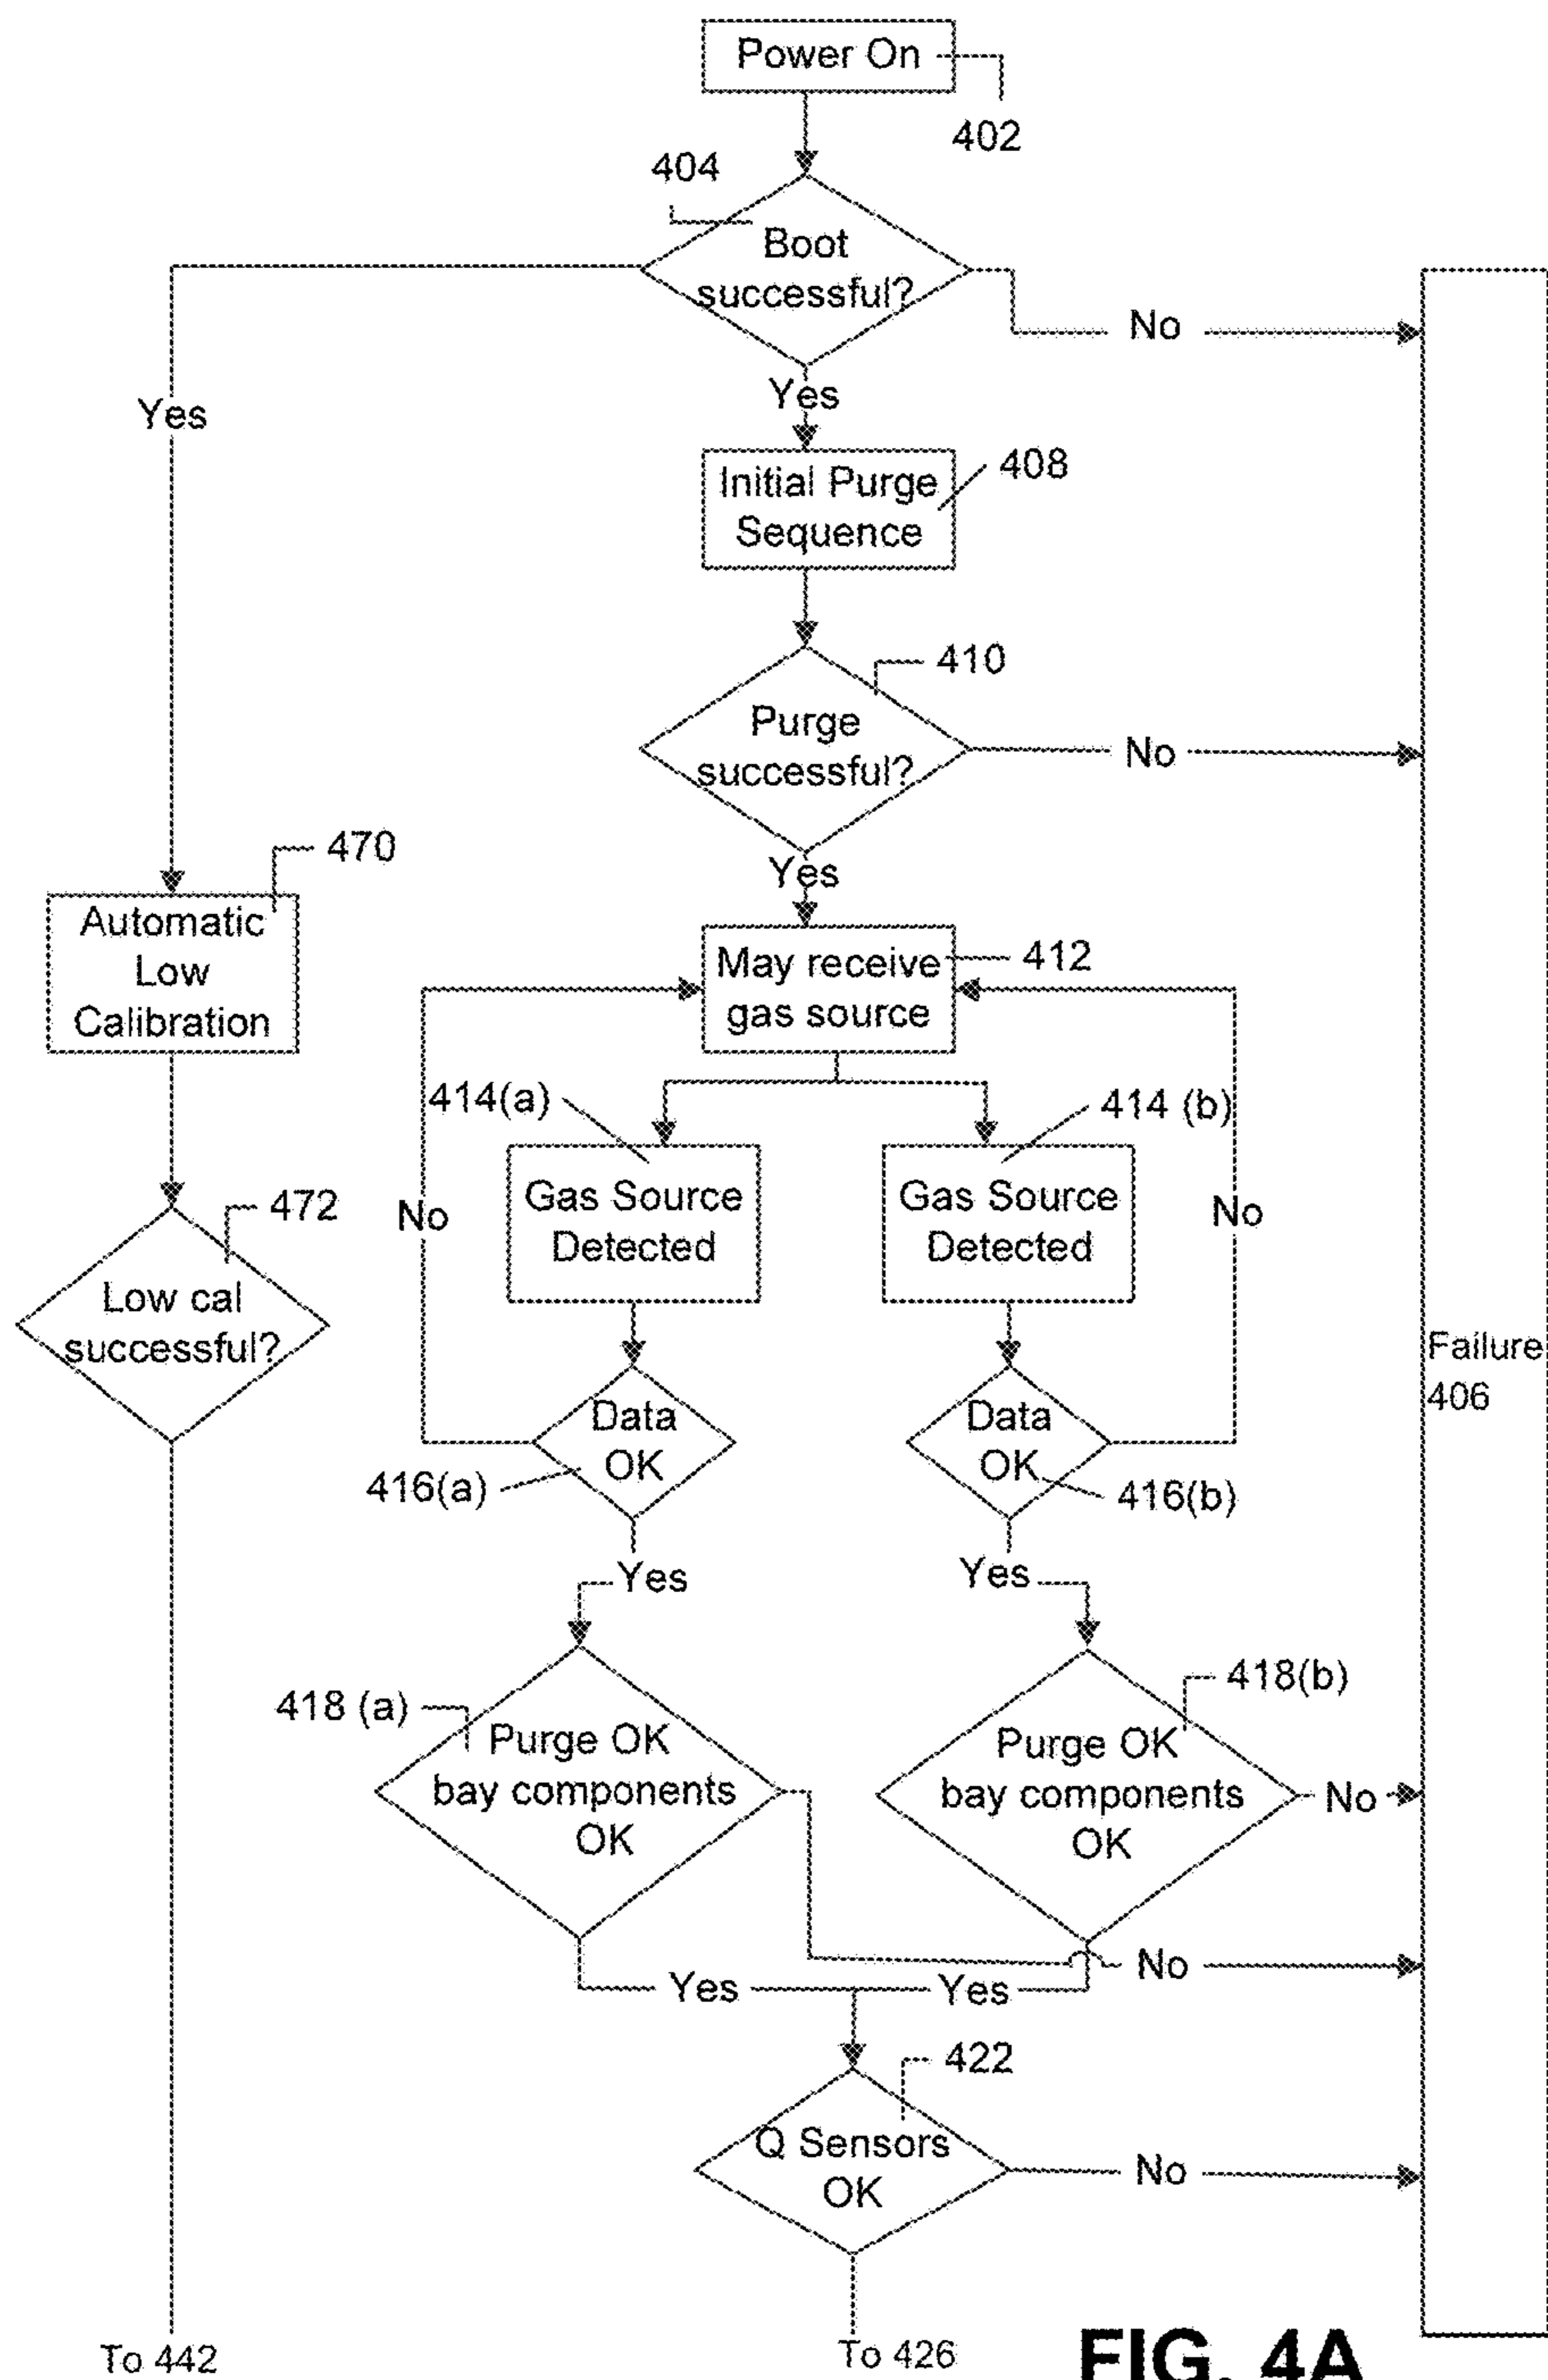 Power On
402
404
Boot
successful?
No
Yes
Yes
Initial Purge
Sequence
408
410
Purge
successful?
No
Yes
470
Automatic
Low
Calibration
May receive
gas source
412
414(a)
414 (b)
472
No
Gas Source
Detected
Gas Source
Detected
No
Low cal
successful?
Failure
406
Data
OK
416(a)
Data
OK
416(b)
Yes
Yes
418 (a)
Purge OK
bay components
OK
418(b)
Purge OK
bay components
OK
No
No
Yes
Yes
422
Q Sensors
OK
No
To 442
To 426
FIG. 4A